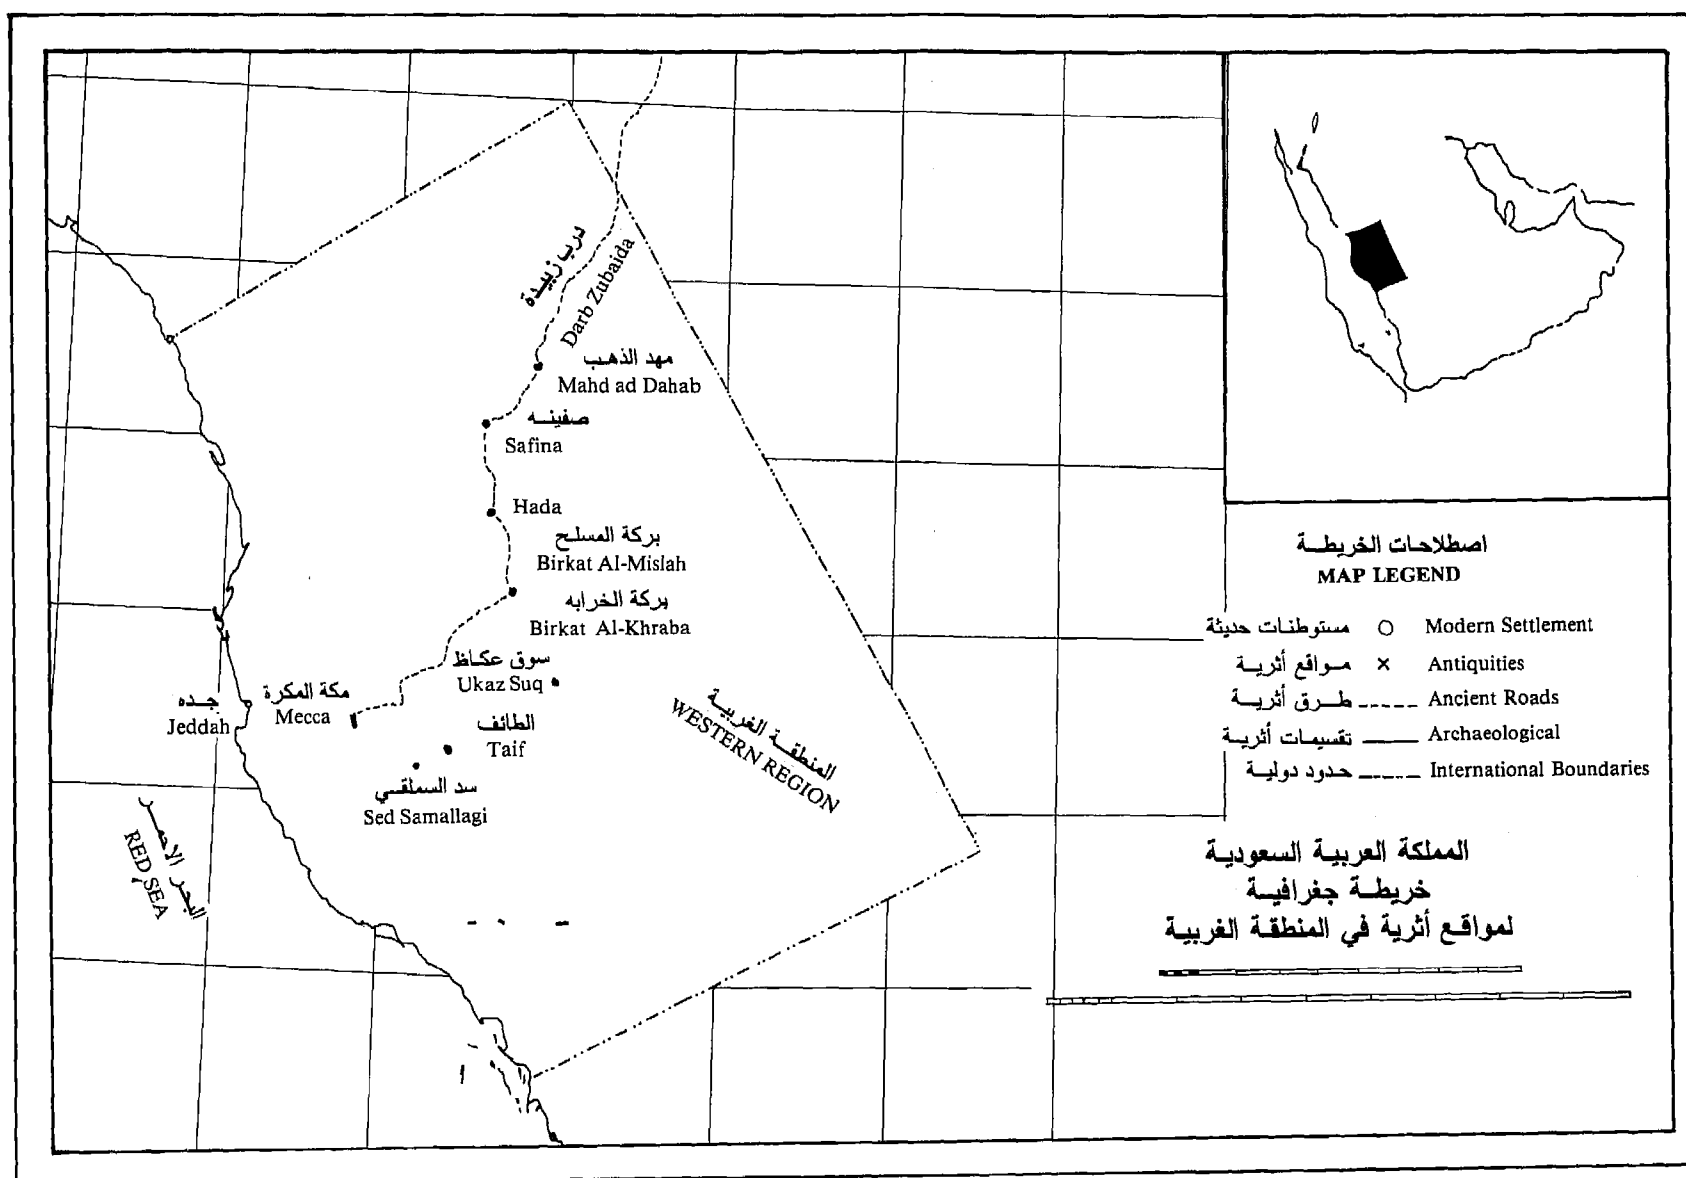 درب زبيدة
Darb Zubaida
مهد الذهب
Mahd ad Dahab
صفينه
Safina
Hada
بركة المسلح
Birkat Al-Mislah
بركة الخرابه
Birkat Al-Khraba
سوق عكاظ
Ukaz Suq
مكة المكرة
Mecca
جده
Jeddah
الطائف
Taif
سد السملقي
Sed Samallagi
المنطقة الغربية
WESTERN REGION
البحر الاحمر
RED SEA
اصطلاحات الخريطة
MAP LEGEND
مستوطنات حديثة Modern Settlement
مواقع أثرية Antiquities
طرق أثرية Ancient Roads
تقسيمات أثرية Archaeological
حدود دولية International Boundaries
المملكة العربية السعودية
خريطة جغرافية
لمواقع أثرية في المنطقة الغربية